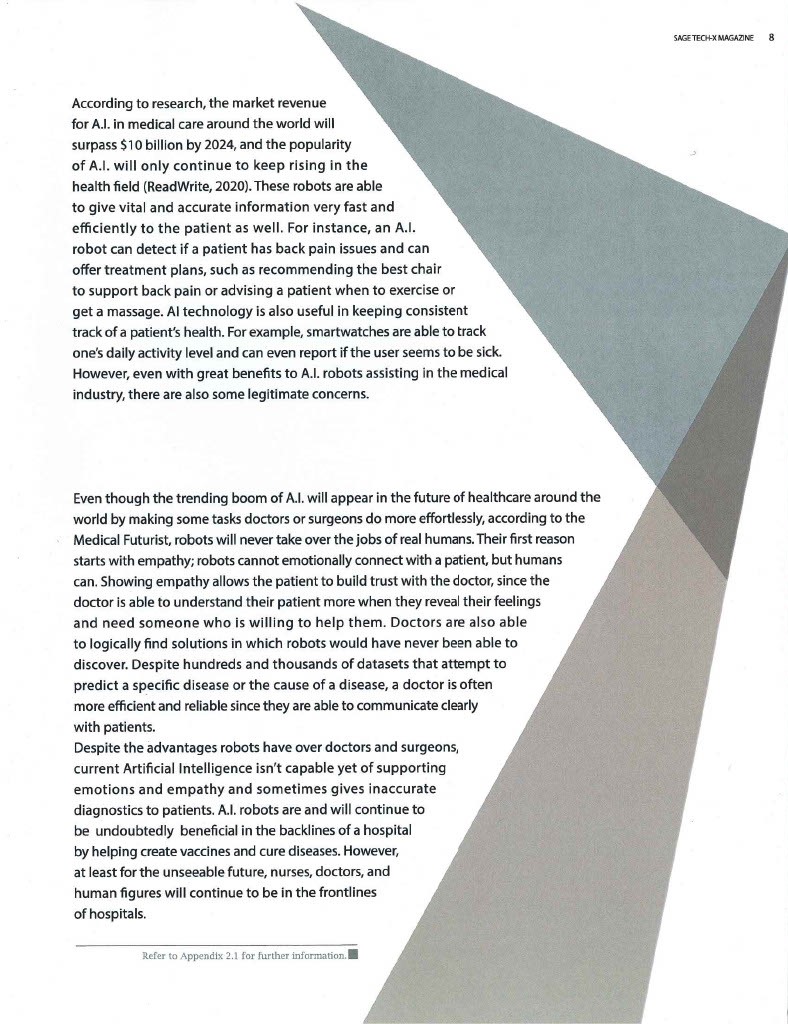 SAGE TECH-X MAGAZINE 8
According to research, the market revenue
for A.I. in medical care around the world will
surpass $10 billion by 2024, and the popularity
of A.I. will only continue to keep rising in the
health field (ReadWrite, 2020). These robots are able
to give vital and accurate information very fast and
efficiently to the patient as well. For instance, an A.I.
robot can detect if a patient has back pain issues and can
offer treatment plans, such as recommending the best chair
to support back pain or advising a patient when to exercise or
get a massage. AI technology is also useful in keeping consistent
track of a patient's health. For example, smartwatches are able to track
one's daily activity level and can even report if the user seems to be sick.
However, even with great benefits to A.I. robots assisting in the medical
industry, there are also some legitimate concerns.
Even though the trending boom of A.I. will appear in the future of healthcare around the
world by making some tasks doctors or surgeons do more effortlessly, according to the
Medical Futurist, robots will never take over the jobs of real humans. Their first reason
starts with empathy; robots cannot emotionally connect with a patient, but humans
can. Showing empathy allows the patient to build trust with the doctor, since the
doctor is able to understand their patient more when they reveal their feelings
and need someone who is willing to help them. Doctors are also able
to logically find solutions in which robots would have never been able to
discover. Despite hundreds and thousands of datasets that attempt to
predict a specific disease or the cause of a disease, a doctor is often
more efficient and reliable since they are able to communicate clearly
with patients.
Despite the advantages robots have over doctors and surgeons,
current Artificial Intelligence isn't capable yet of supporting
emotions and empathy and sometimes gives inaccurate
diagnostics to patients. A.I. robots are and will continue to
be undoubtedly beneficial in the backlines of a hospital
by helping create vaccines and cure diseases. However,
at least for the unseeable future, nurses, doctors, and
human figures will continue to be in the frontlines
of hospitals.
Refer to Appendix 2.1 for further information.